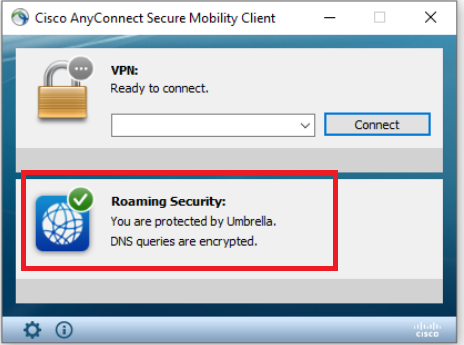 Cisco AnyConnect Secure Mobility Client
VPN:
Ready to connect.
Connect
Roaming Security:
You are protected by Umbrella.
DNS queries are encrypted.
CISCO